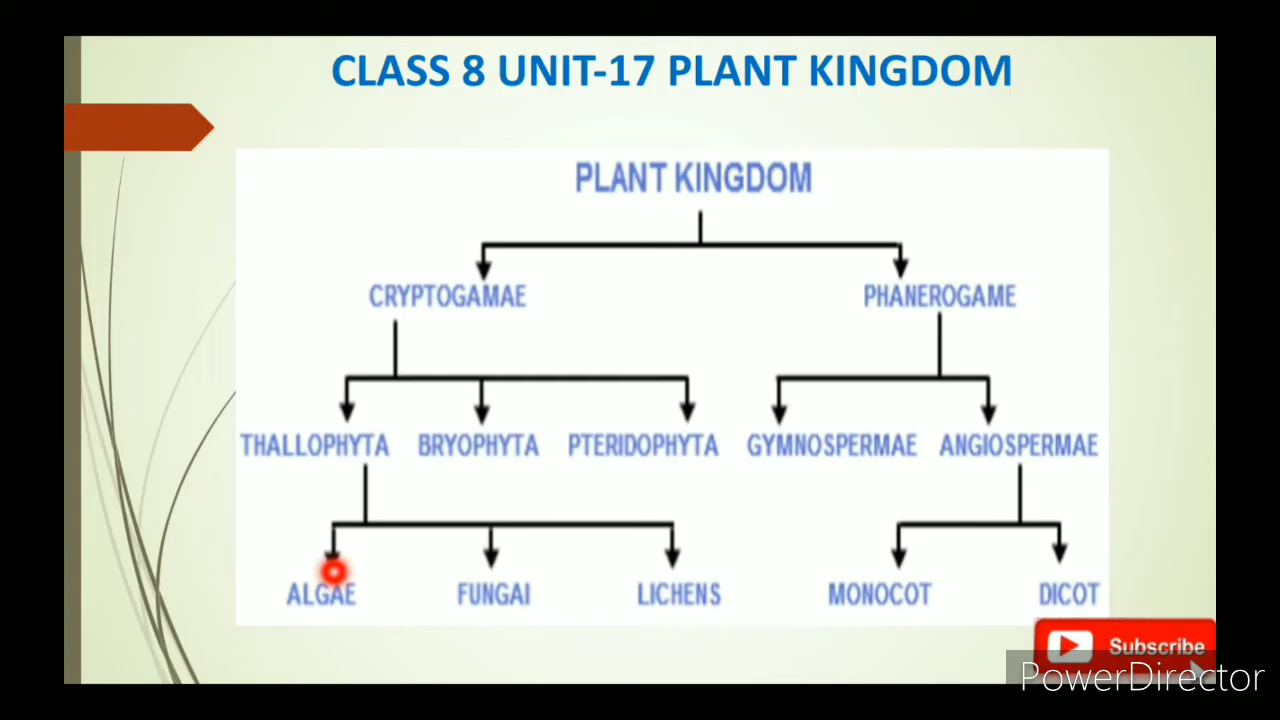 CLASS 8 UNIT-17 PLANT KINGDOM
PLANT KINGDOM
CRYPTOGAMAE PHANEROGAME
THALLOPHYTA BRYOPHYTA PTERIDOPHYTA GYMNOSPERMAE ANGIOSPERMAE
ALGAE FUNGAI LICHENS MONOCOT DICOT
Subscribe
PowerDirector